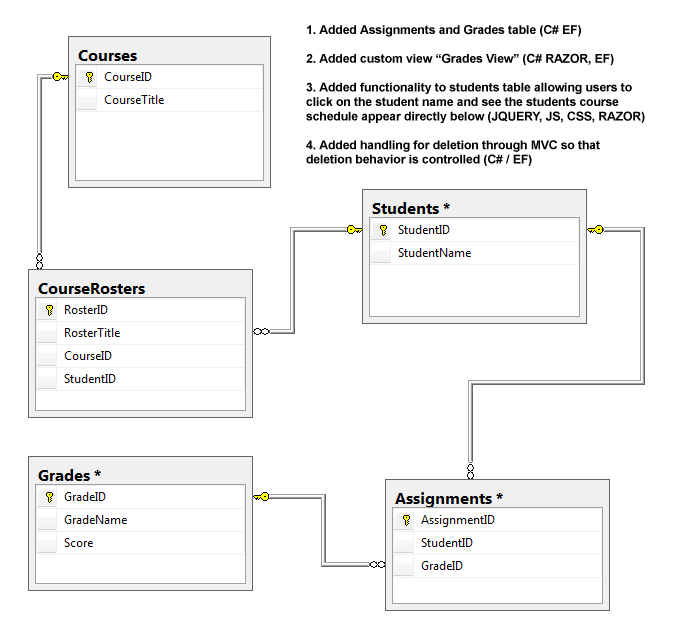 Courses
CourseID
CourseTitle
1. Added Assignments and Grades table (C# EF)
2. Added custom view “Grades View” (C# RAZOR, EF)
3. Added functionality to students table allowing users to
click on the student name and see the students course
schedule appear directly below (JQUERY, JS, CSS, RAZOR)
4. Added handling for deletion through MVC so that
deletion behavior is controlled (C# / EF)
Students *
StudentID
StudentName
CourseRosters
RosterID
RosterTitle
CourseID
StudentID
Grades *
GradeID
GradeName
Score
Assignments *
AssignmentID
StudentID
GradeID